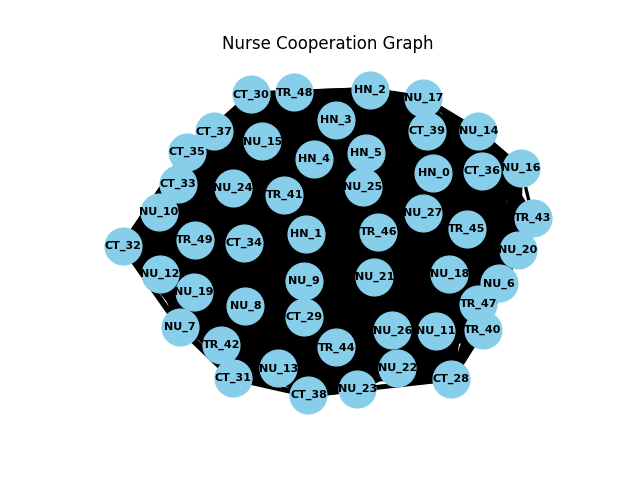 Nurse Cooperation Graph
CT_30
TR_48
HN_2
NU_17
HN_3
CT_37
CT_39
NU_14
NU_15
CT_35
HN_4
HN_5
NU_16
HN_0
CT_36
CT_33
NU_24
TR_41
NU_25
NU_10
NU_27
TR_43
CT_32
TR_49
CT_34
HN_1
TR_46
TR_45
NU_20
NU_12
NU_19
NU_9
NU_21
NU_18
NU_6
NU_8
CT_29
TR_47
NU_7
TR_42
TR_44
NU_26
NU_11
TR_40
CT_31
NU_13
NU_22
CT_28
CT_38
NU_23